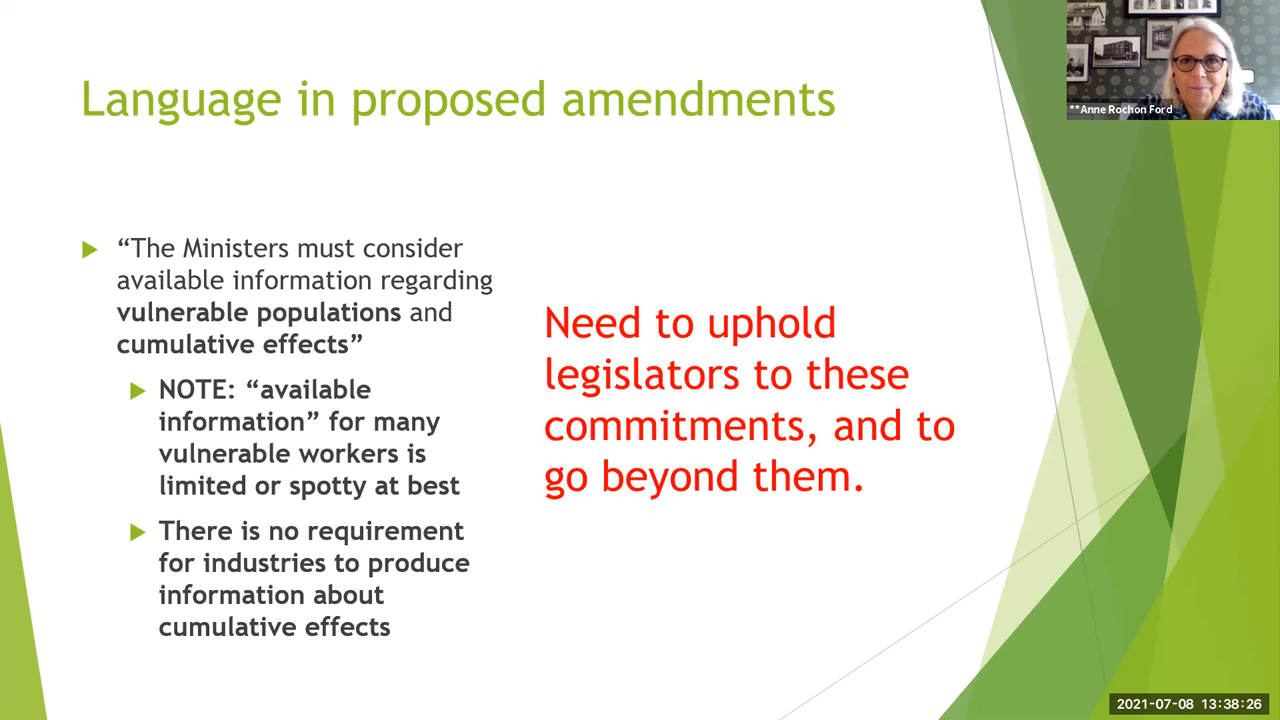 Language in proposed amendments
**Anne Rochon Ford
“The Ministers must consider
available information regarding
vulnerable populations and
cumulative effects”
NOTE: “available
information” for many
vulnerable workers is
limited or spotty at best
There is no requirement
for industries to produce
information about
cumulative effects
Need to uphold
legislators to these
commitments, and to
go beyond them.
2021-07-08 13:38:26